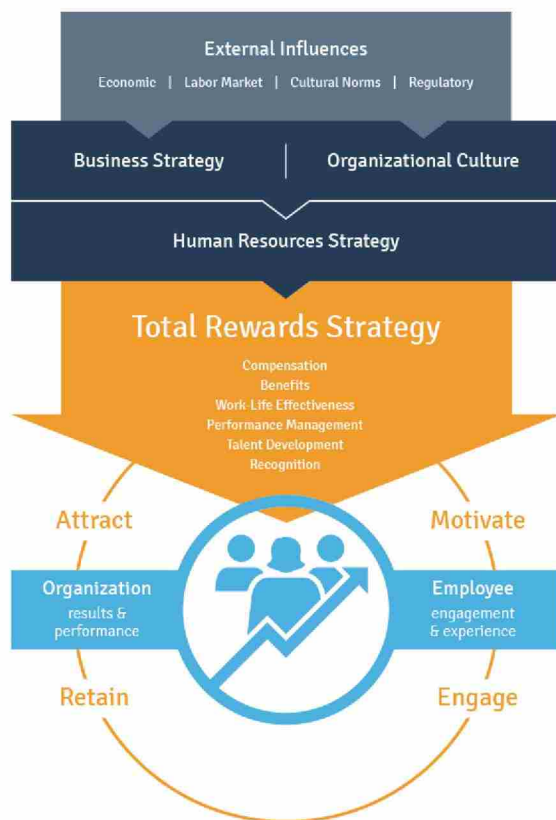 External Influences
Economic | Labor Market | Cultural Norms | Regulatory
Business Strategy | Organizational Culture
Human Resources Strategy
Total Rewards Strategy
Compensation
Benefits
Work-Life Effectiveness
Performance Management
Talent Development
Recognition
Attract
Motivate
Organization
results &
performance
Employee
engagement
& experience
Retain
Engage